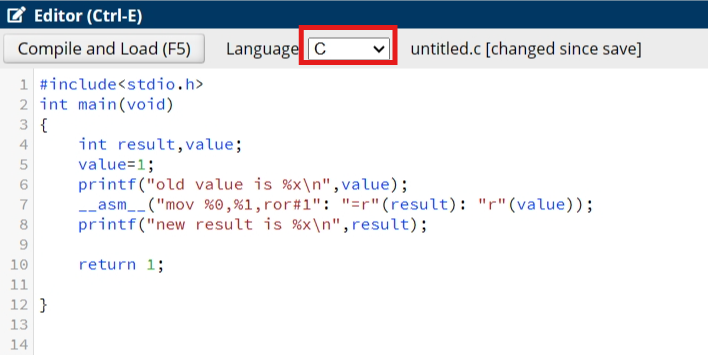 Editor (Ctrl-E)
Compile and Load (F5) Language C untitled.c [changed since save]
1 #include<stdio.h>
2 int main(void)
3 {
4 int result,value;
5 value=1;
6 printf("old value is %x\n",value);
7 __asm__("mov %0,%1,ror#1": "=r"(result): "r"(value));
8 printf("new result is %x\n",result);
9
10 return 1;
11
12 }
13
14